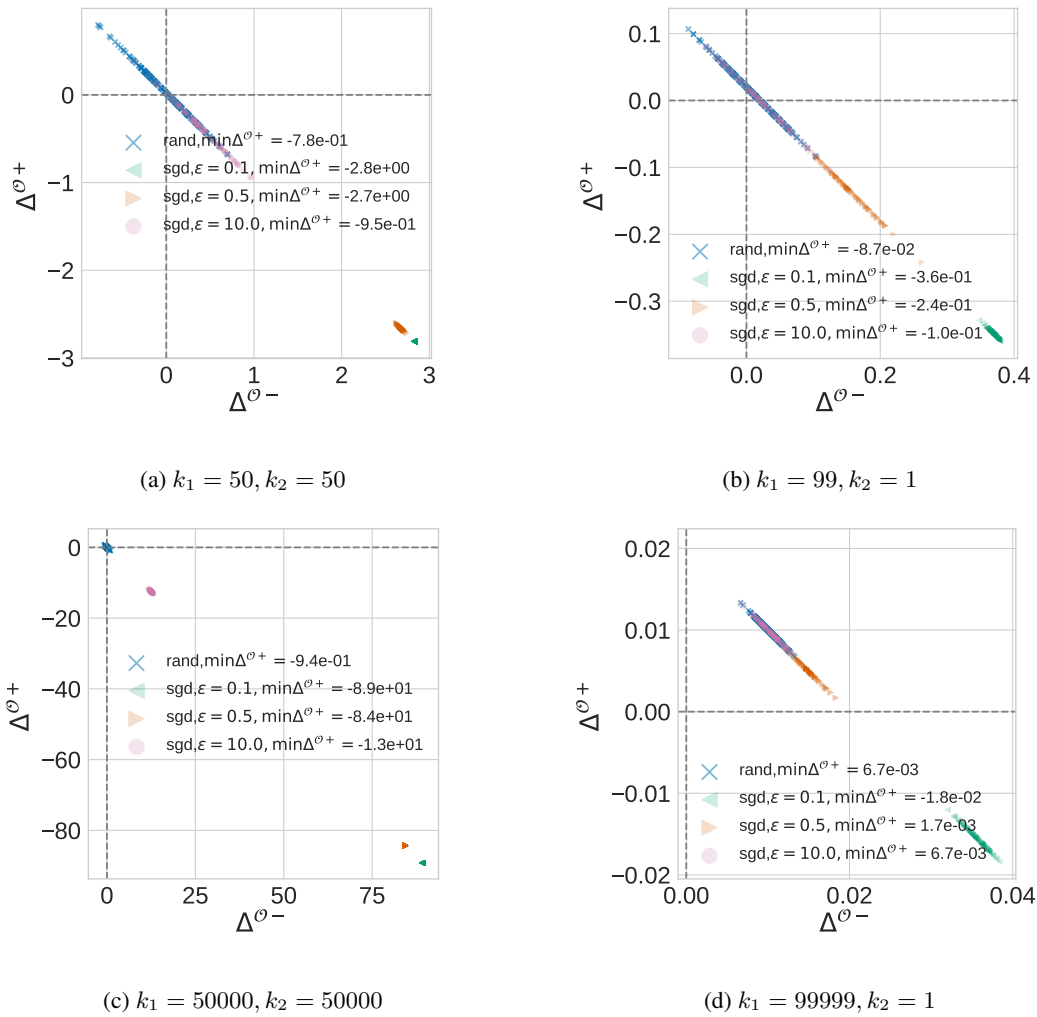 0
−1
−2
−3
0
1
2
3
Δ^{𝒪+}
Δ^{𝒪−}
rand,minΔ^{𝒪+} = -7.8e-01
sgd,ε = 0.1, minΔ^{𝒪+} = -2.8e+00
sgd,ε = 0.5, minΔ^{𝒪+} = -2.7e+00
sgd,ε = 10.0, minΔ^{𝒪+} = -9.5e-01
(a) k₁ = 50, k₂ = 50
0.1
0.0
−0.1
−0.2
−0.3
0.0
0.2
0.4
Δ^{𝒪+}
Δ^{𝒪−}
rand,minΔ^{𝒪+} = -8.7e-02
sgd,ε = 0.1, minΔ^{𝒪+} = -3.6e-01
sgd,ε = 0.5, minΔ^{𝒪+} = -2.4e-01
sgd,ε = 10.0, minΔ^{𝒪+} = -1.0e-01
(b) k₁ = 99, k₂ = 1
0
−20
−40
−60
−80
0
25
50
75
Δ^{𝒪+}
Δ^{𝒪−}
rand,minΔ^{𝒪+} = -9.4e-01
sgd,ε = 0.1, minΔ^{𝒪+} = -8.9e+01
sgd,ε = 0.5, minΔ^{𝒪+} = -8.4e+01
sgd,ε = 10.0, minΔ^{𝒪+} = -1.3e+01
(c) k₁ = 50000, k₂ = 50000
0.02
0.01
0.00
−0.01
−0.02
0.00
0.02
0.04
Δ^{𝒪+}
Δ^{𝒪−}
rand,minΔ^{𝒪+} = 6.7e-03
sgd,ε = 0.1, minΔ^{𝒪+} = -1.8e-02
sgd,ε = 0.5, minΔ^{𝒪+} = 1.7e-03
sgd,ε = 10.0, minΔ^{𝒪+} = 6.7e-03
(d) k₁ = 99999, k₂ = 1